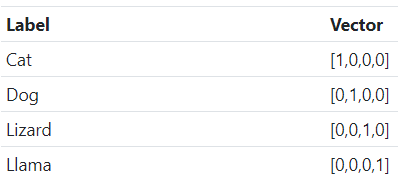 Label Vector
Cat [1,0,0,0]
Dog [0,1,0,0]
Lizard [0,0,1,0]
Llama [0,0,0,1]